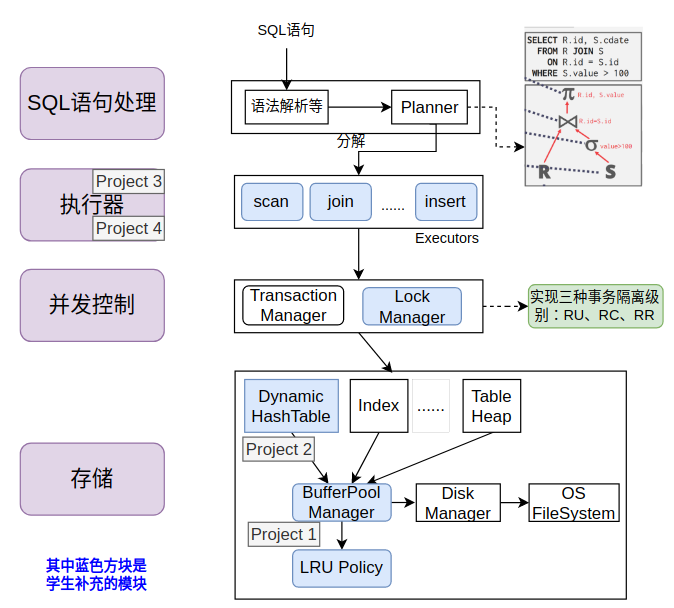 SQL语句
SELECT R.id, S.cdate
FROM R JOIN S
ON R.id = S.id
WHERE S.value > 100
SQL语句处理
语法解析等
Planner
π R.id, S.value
⋈ R.id=S.id
σ value>100
R
S
分解
执行器
Project 3
Project 4
scan
join
......
insert
Executors
并发控制
Transaction
Manager
Lock
Manager
实现三种事务隔离级
别：RU、RC、RR
存储
Dynamic
HashTable
Index
......
Table
Heap
Project 2
BufferPool
Manager
Disk
Manager
OS
FileSystem
Project 1
LRU Policy
其中蓝色方块是
学生补充的模块